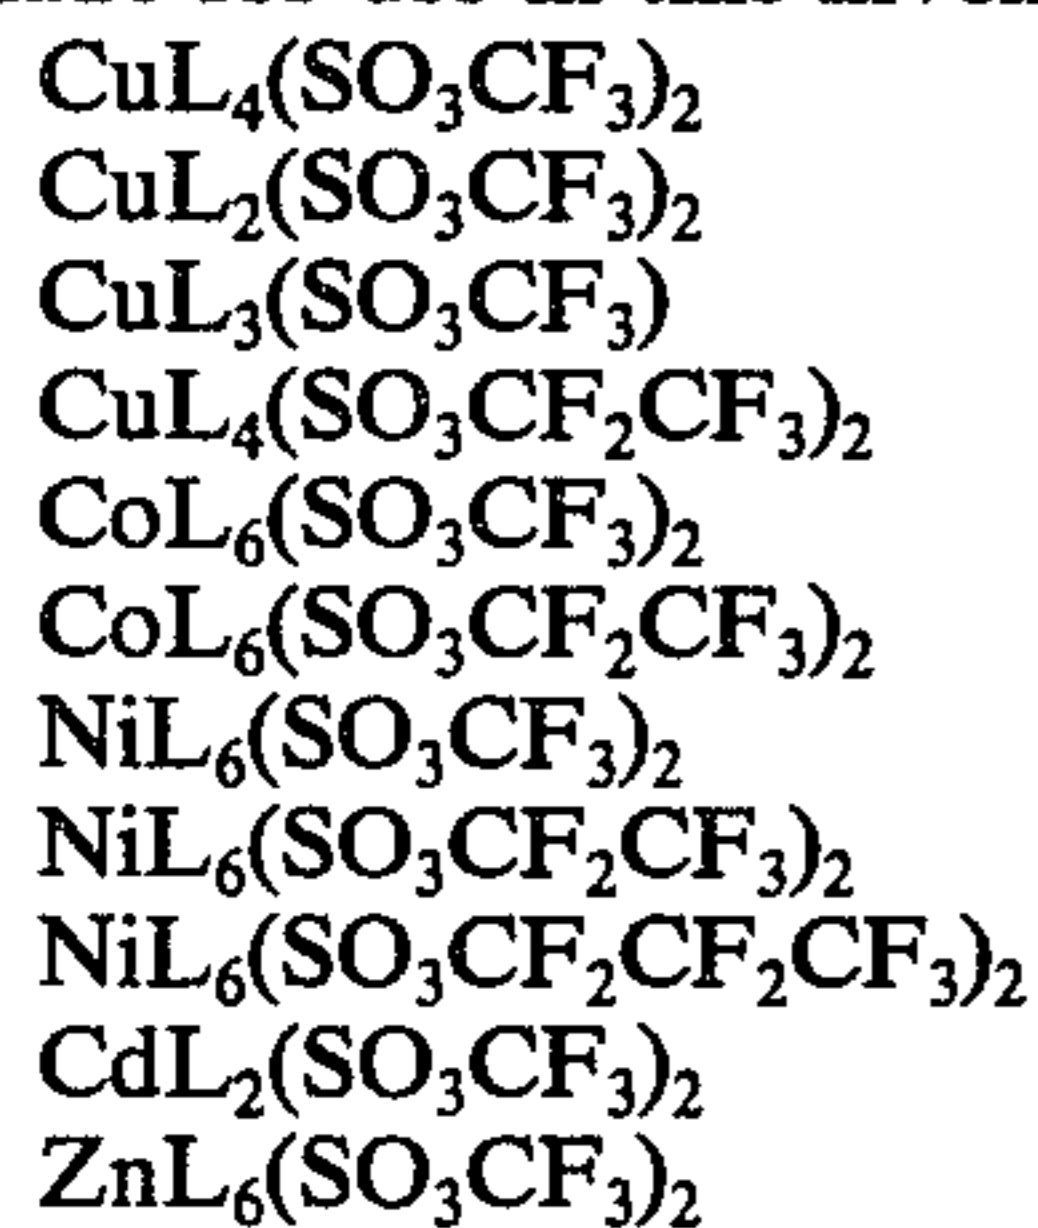 CuL₄(SO₃CF₃)₂
CuL₂(SO₃CF₃)₂
CuL₃(SO₃CF₃)
CuL₄(SO₃CF₂CF₃)₂
CoL₆(SO₃CF₃)₂
CoL₆(SO₃CF₂CF₃)₂
NiL₆(SO₃CF₃)₂
NiL₆(SO₃CF₂CF₃)₂
NiL₆(SO₃CF₂CF₂CF₃)₂
CdL₂(SO₃CF₃)₂
ZnL₆(SO₃CF₃)₂